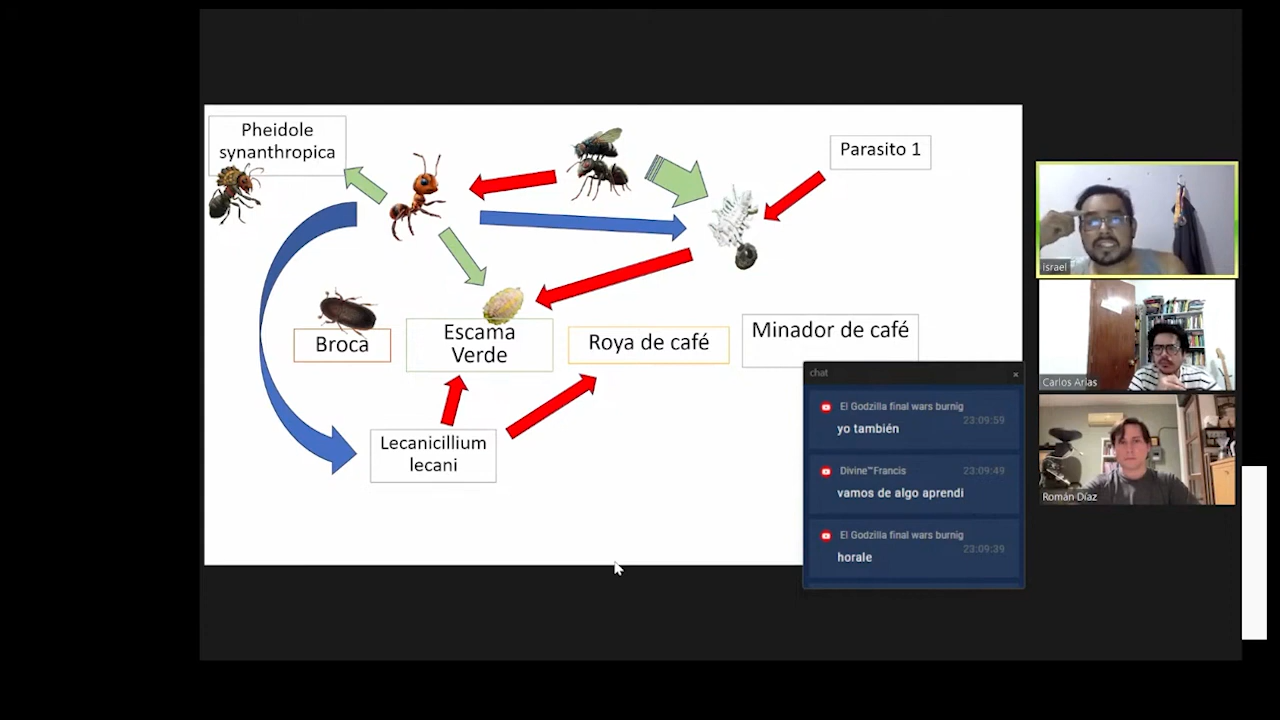 Pheidole
synanthropica
Parasito 1
Broca
Escama
Verde
Roya de café
Minador de café
Lecanicillium
lecani
chat
×
El Godzilla final wars burnig
23:09:59
yo también
Divine™Francis
23:09:49
vamos de algo aprendi
El Godzilla final wars burnig
23:09:39
horale
israel
Carlos Arias
Román Díaz